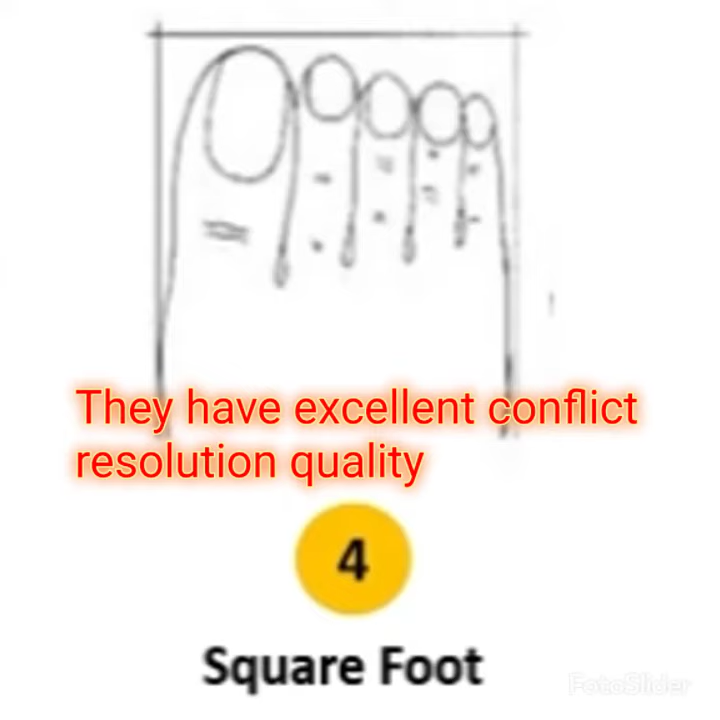 They have excellent conflict
resolution quality
4
Square Foot
FotoSlider